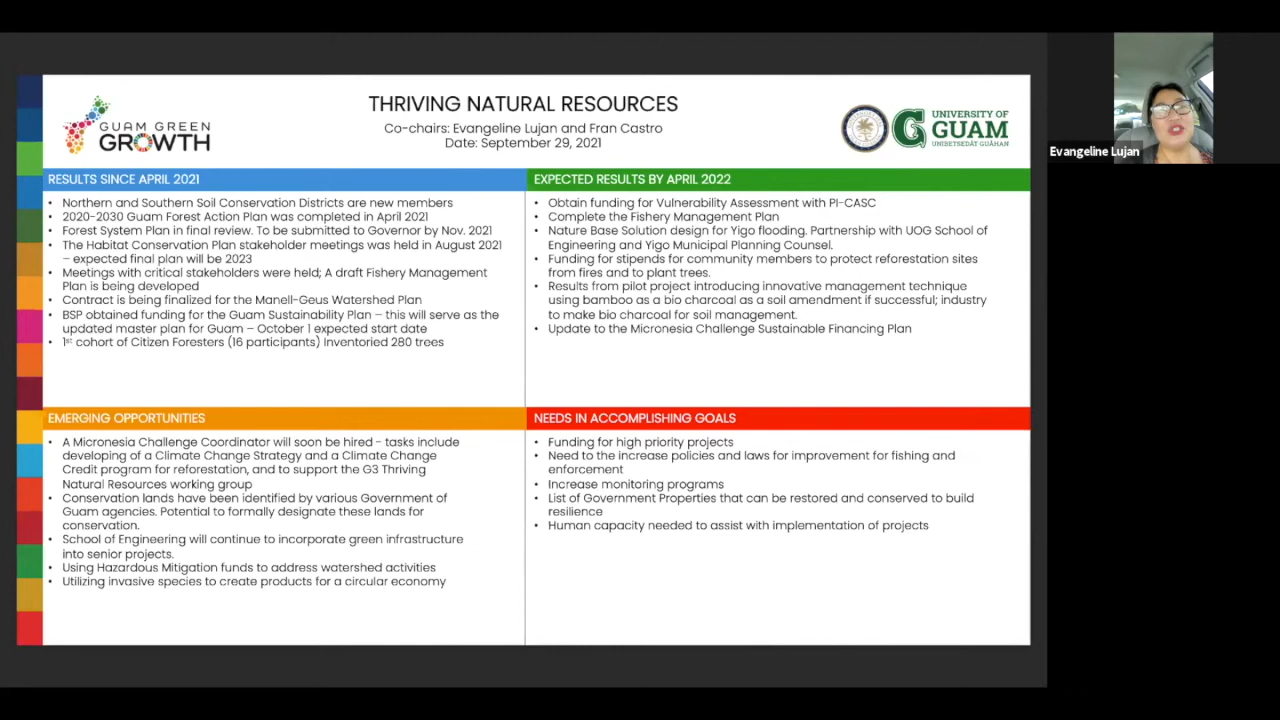 THRIVING NATURAL RESOURCES
Co-chairs: Evangeline Lujan and Fran Castro
Date: September 29, 2021
GUAM GREEN
GROWTH
UNIVERSITY OF
GUAM
UNIBETSEDÅT GUÅHAN
Evangeline Lujan
RESULTS SINCE APRIL 2021
• Northern and Southern Soil Conservation Districts are new members
• 2020-2030 Guam Forest Action Plan was completed in April 2021
• Forest System Plan in final review. To be submitted to Governor by Nov. 2021
• The Habitat Conservation Plan stakeholder meetings was held in August 2021
– expected final plan will be 2023
• Meetings with critical stakeholders were held; A draft Fishery Management
Plan is being developed
• Contract is being finalized for the Manell-Geus Watershed Plan
• BSP obtained funding for the Guam Sustainability Plan – this will serve as the
updated master plan for Guam – October 1 expected start date
• 1st cohort of Citizen Foresters (16 participants) Inventoried 280 trees
EXPECTED RESULTS BY APRIL 2022
• Obtain funding for Vulnerability Assessment with PI-CASC
• Complete the Fishery Management Plan
• Nature Base Solution design for Yigo flooding. Partnership with UOG School of
Engineering and Yigo Municipal Planning Counsel.
• Funding for stipends for community members to protect reforestation sites
from fires and to plant trees.
• Results from pilot project introducing innovative management technique
using bamboo as a bio charcoal as a soil amendment if successful; industry
to make bio charcoal for soil management.
• Update to the Micronesia Challenge Sustainable Financing Plan
EMERGING OPPORTUNITIES
• A Micronesia Challenge Coordinator will soon be hired - tasks include
developing of a Climate Change Strategy and a Climate Change
Credit program for reforestation, and to support the G3 Thriving
Natural Resources working group
• Conservation lands have been identified by various Government of
Guam agencies. Potential to formally designate these lands for
conservation.
• School of Engineering will continue to incorporate green infrastructure
into senior projects.
• Using Hazardous Mitigation funds to address watershed activities
• Utilizing invasive species to create products for a circular economy
NEEDS IN ACCOMPLISHING GOALS
• Funding for high priority projects
• Need to the increase policies and laws for improvement for fishing and
enforcement
• Increase monitoring programs
• List of Government Properties that can be restored and conserved to build
resilience
• Human capacity needed to assist with implementation of projects